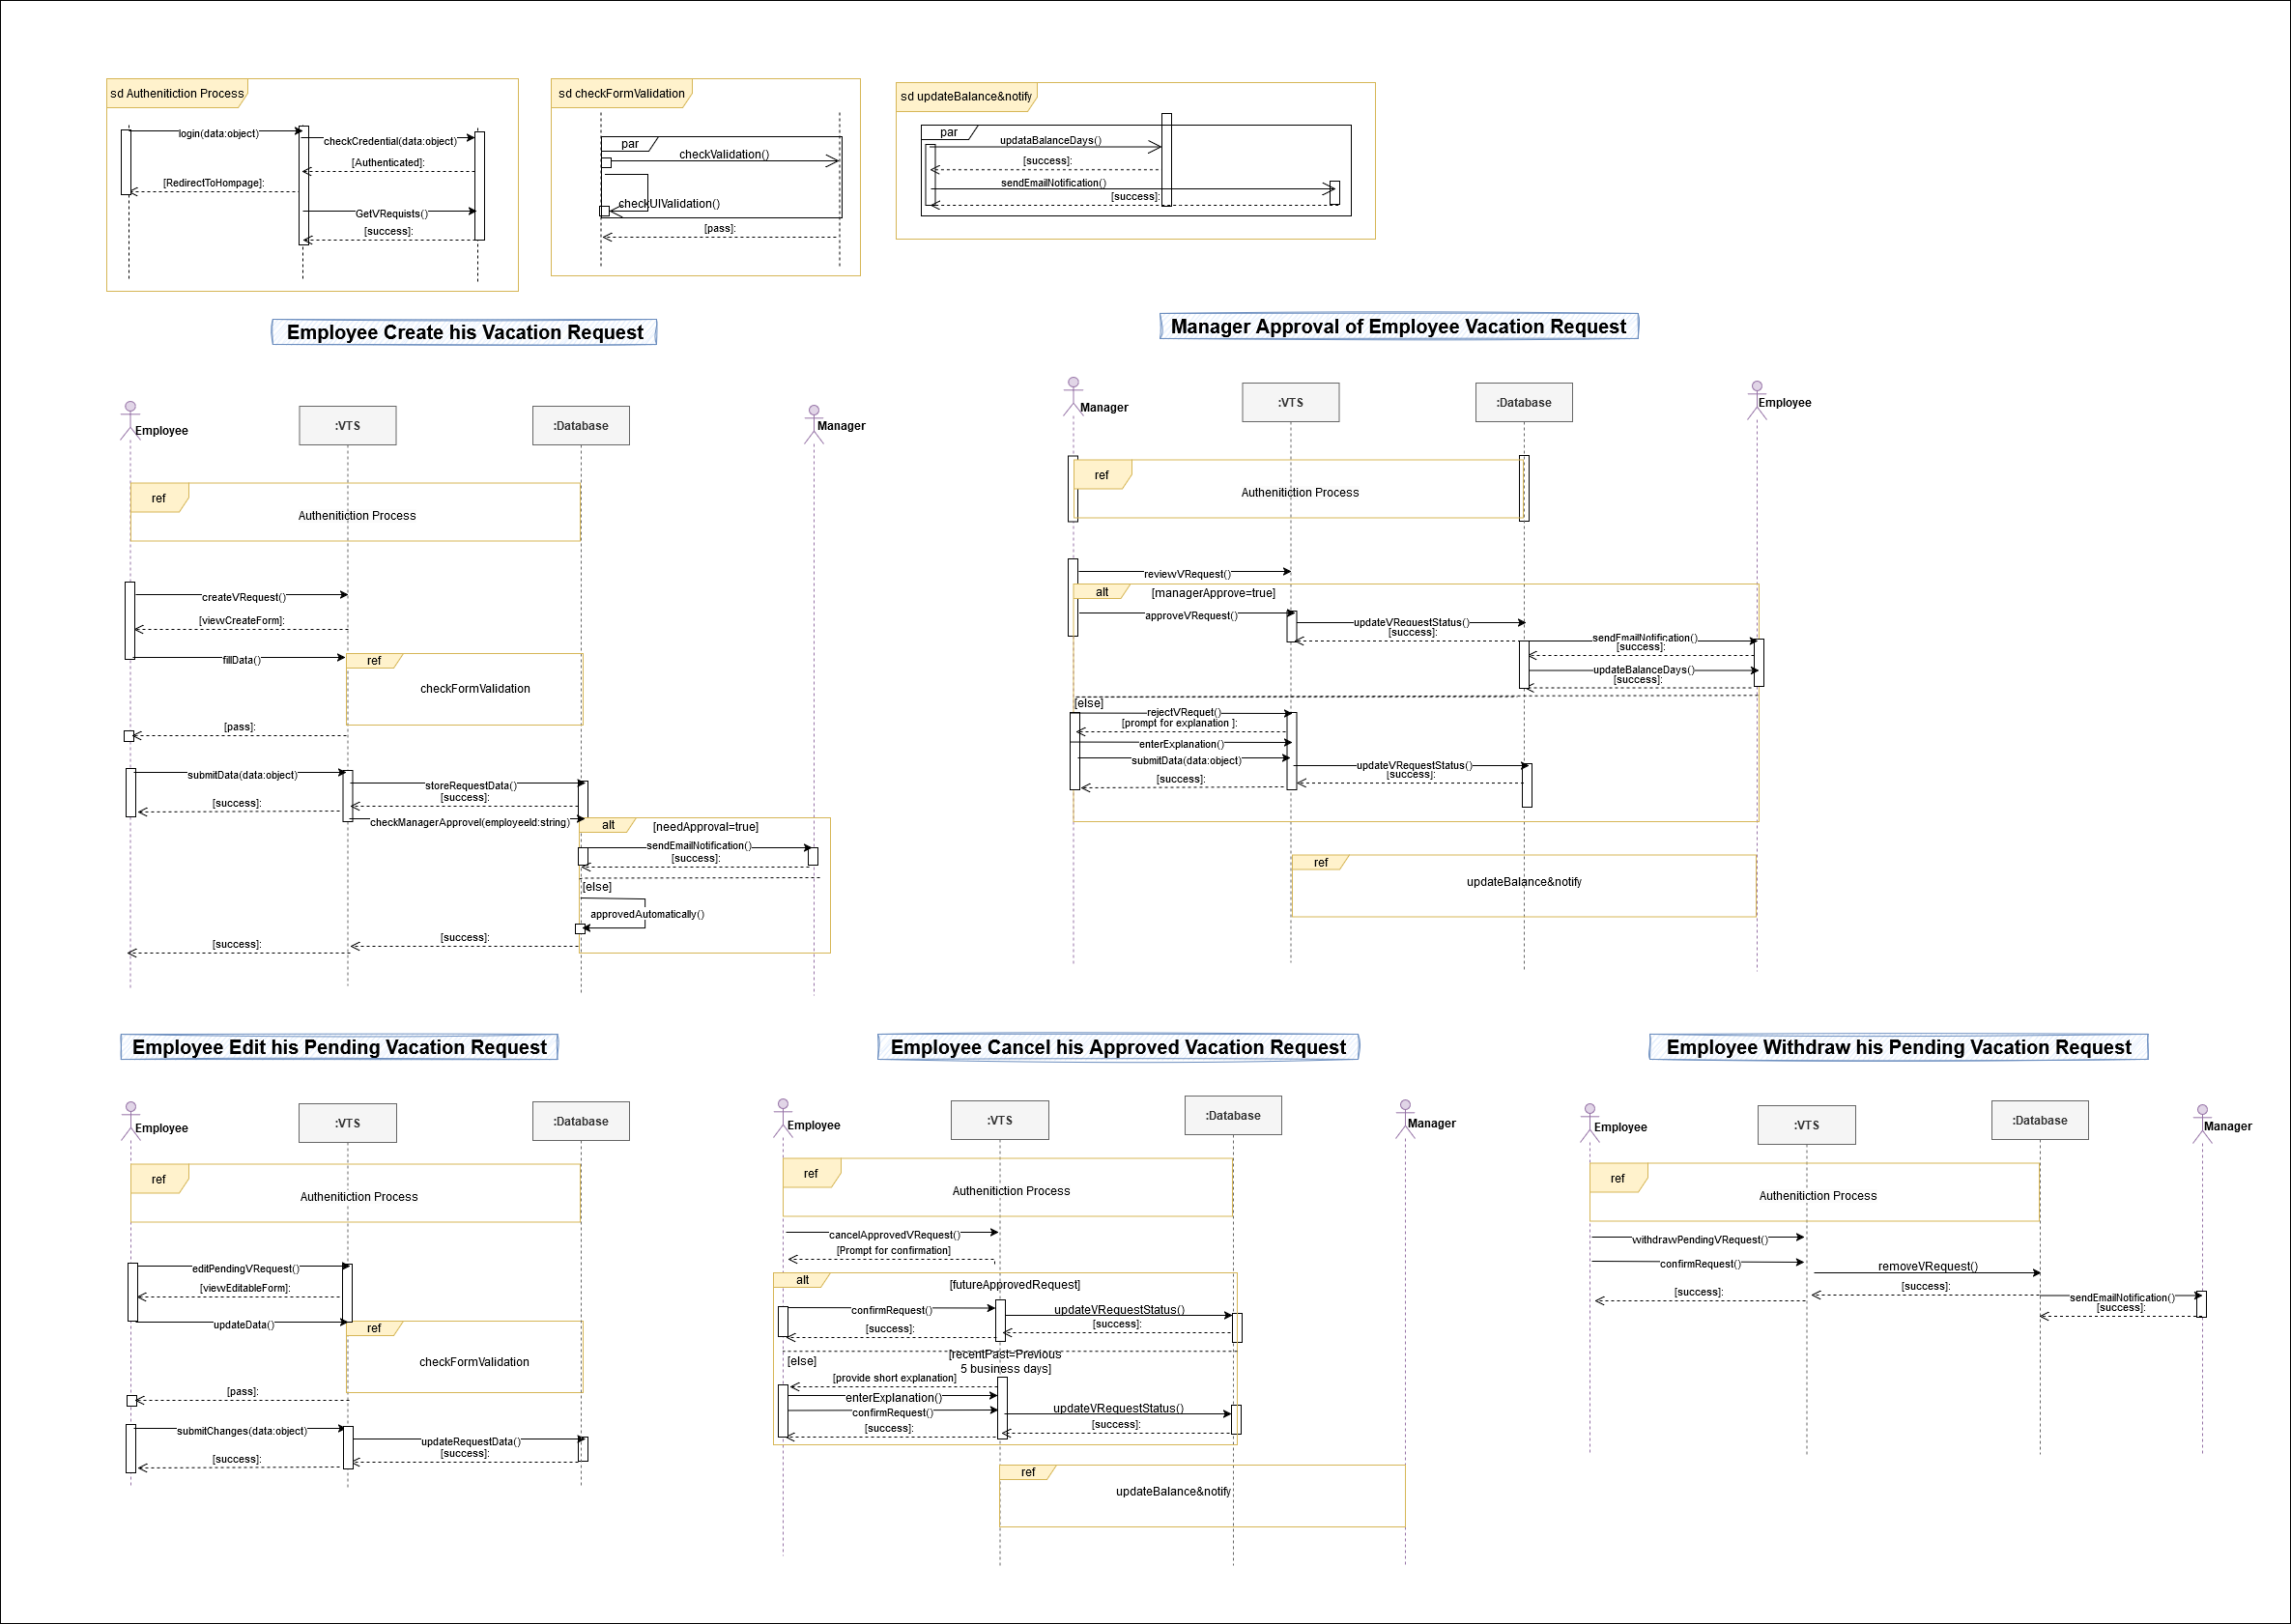 sd Authenitiction Process
login(data:object)
checkCredential(data:object)
[Authenticated]:
[RedirectToHompage]:
GetVRequists()
[success]:
sd checkFormValidation
par
checkValidation()
checkUIValidation()
[pass]:
sd updateBalance&notify
par
updataBalanceDays()
[success]:
sendEmailNotification()
[success]:
Employee Create his Vacation Request
Employee
:VTS
:Database
Manager
ref
Authenitiction Process
createVRequest()
[viewCreateForm]:
fillData()
ref
checkFormValidation
[pass]:
submitData(data:object)
storeRequestData()
[success]:
[success]:
checkManagerApprovel(employeeId:string)
alt
[needApproval=true]
sendEmailNotification()
[success]:
[else]
approvedAutomatically()
[success]:
[success]:
Manager Approval of Employee Vacation Request
Manager
:VTS
:Database
Employee
ref
Authenitiction Process
reviewVRequest()
alt
[managerApprove=true]
approveVRequest()
updateVRequestStatus()
[success]:
sendEmailNotification()
[success]:
updateBalanceDays()
[success]:
[else]
rejectVRequet()
[prompt for explanation ]:
enterExplanation()
submitData(data:object)
updateVRequestStatus()
[success]:
[success]:
ref
updateBalance&notify
Employee Edit his Pending Vacation Request
Employee
:VTS
:Database
ref
Authenitiction Process
editPendingVRequest()
[viewEditableForm]:
updateData()
ref
checkFormValidation
[pass]:
submitChanges(data:object)
updateRequestData()
[success]:
[success]:
Employee Cancel his Approved Vacation Request
Employee
:VTS
:Database
Manager
ref
Authenitiction Process
cancelApprovedVRequest()
[Prompt for confirmation]
alt
[futureApprovedRequest]
confirmRequest()
updateVRequestStatus()
[success]:
[success]:
[else]
[recentPast=Previous
5 business days]
[provide short explanation]
enterExplanation()
confirmRequest()
updateVRequestStatus()
[success]:
[success]:
ref
updateBalance&notify
Employee Withdraw his Pending Vacation Request
Employee
:VTS
:Database
Manager
ref
Authenitiction Process
withdrawPendingVRequest()
confirmRequest()
removeVRequest()
[success]:
[success]:
sendEmailNotification()
[success]: